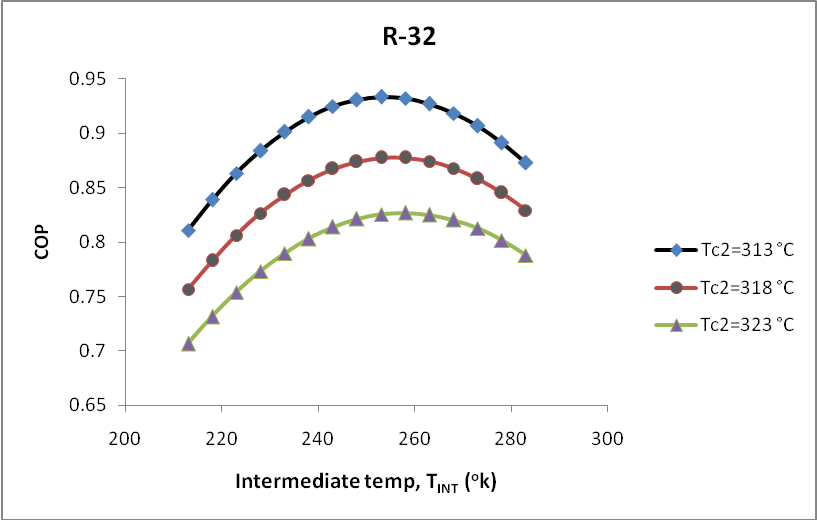 R-32
0.95
0.9
0.85
0.8
0.75
0.7
0.65
COP
200
220
240
260
280
300
Intermediate temp, TINT (ok)
Tc2=313 °C
Tc2=318 °C
Tc2=323 °C